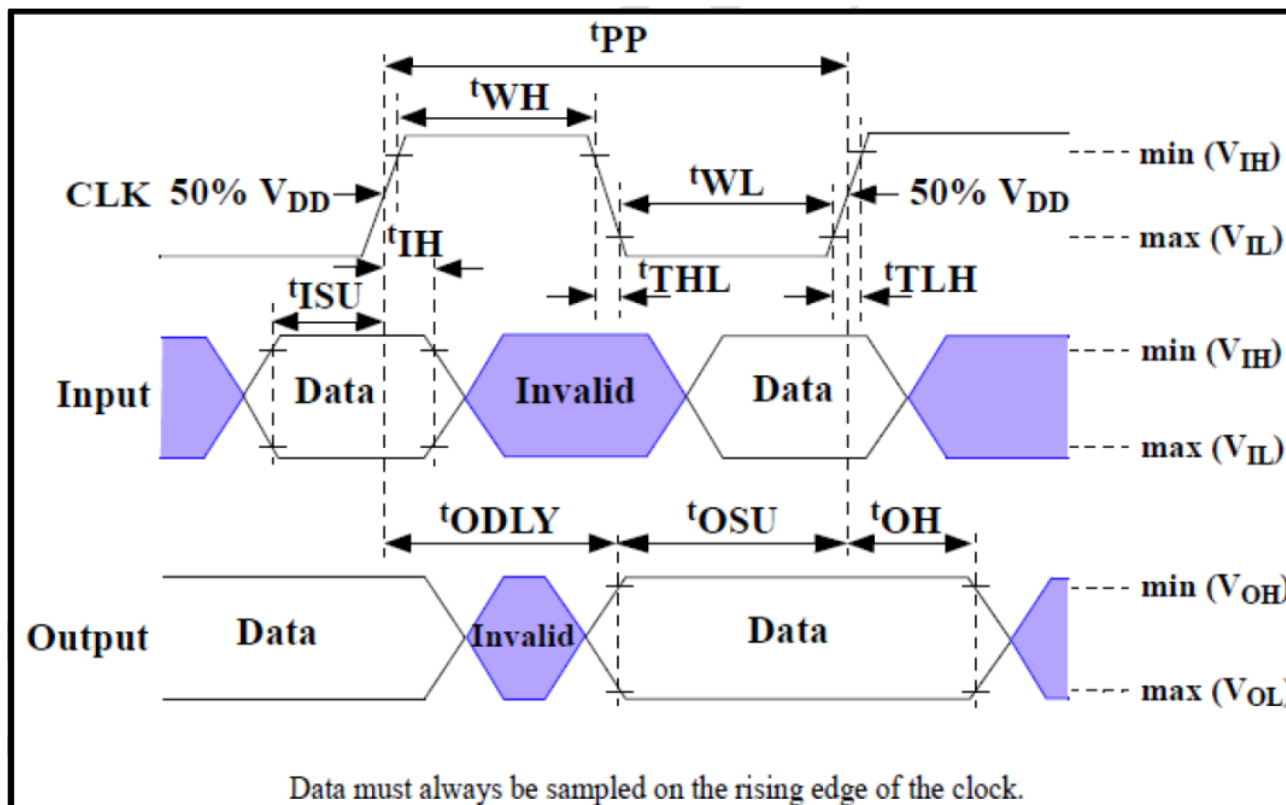 tPP
tWH
min (VIH)
CLK 50% VDD
tWL
50% VDD
tIH
max (VIL)
tISU
tTHL
tTLH
min (VIH)
Input
Data
Invalid
Data
max (VIL)
tODLY
tOSU
tOH
min (VOH)
Output
Data
Invalid
Data
max (VOL)
Data must always be sampled on the rising edge of the clock.